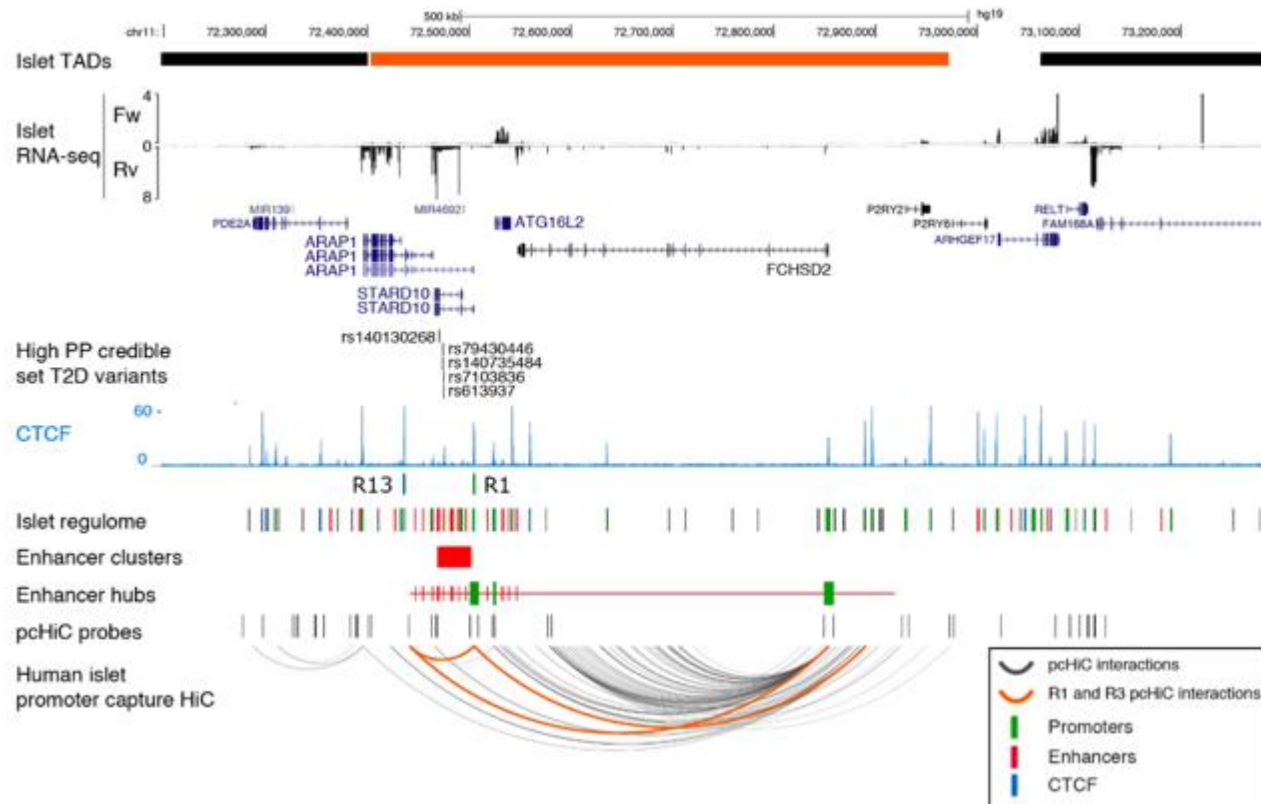 500 kb hg19
chr11: 72,300,000 72,400,000 72,500,000 72,600,000 72,700,000 72,800,000 72,900,000 73,000,000 73,100,000 73,200,000
Islet TADs
4
Fw
Islet
RNA-seq
0
Rv
8
MIR139 MIR4692 P2RY2 RELT
PDE2A ATG16L2 P2RY6 FAM168A
ARAP1 ARHGEF17
ARAP1
ARAP1 FCHSD2
STARD10
STARD10
rs140130268
High PP credible
set T2D variants
rs79430446
rs140735484
rs7103836
rs613937
60
CTCF
0
R13 R1
Islet regulome
Enhancer clusters
Enhancer hubs
pcHiC probes
Human islet
promoter capture HiC
pcHiC interactions
R1 and R3 pcHiC interactions
Promoters
Enhancers
CTCF